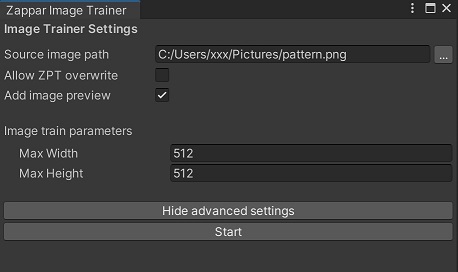 Zappar Image Trainer
Image Trainer Settings
Source image path C:/Users/xxx/Pictures/pattern.png ...
Allow ZPT overwrite
Add image preview
Image train parameters
Max Width 512
Max Height 512
Hide advanced settings
Start